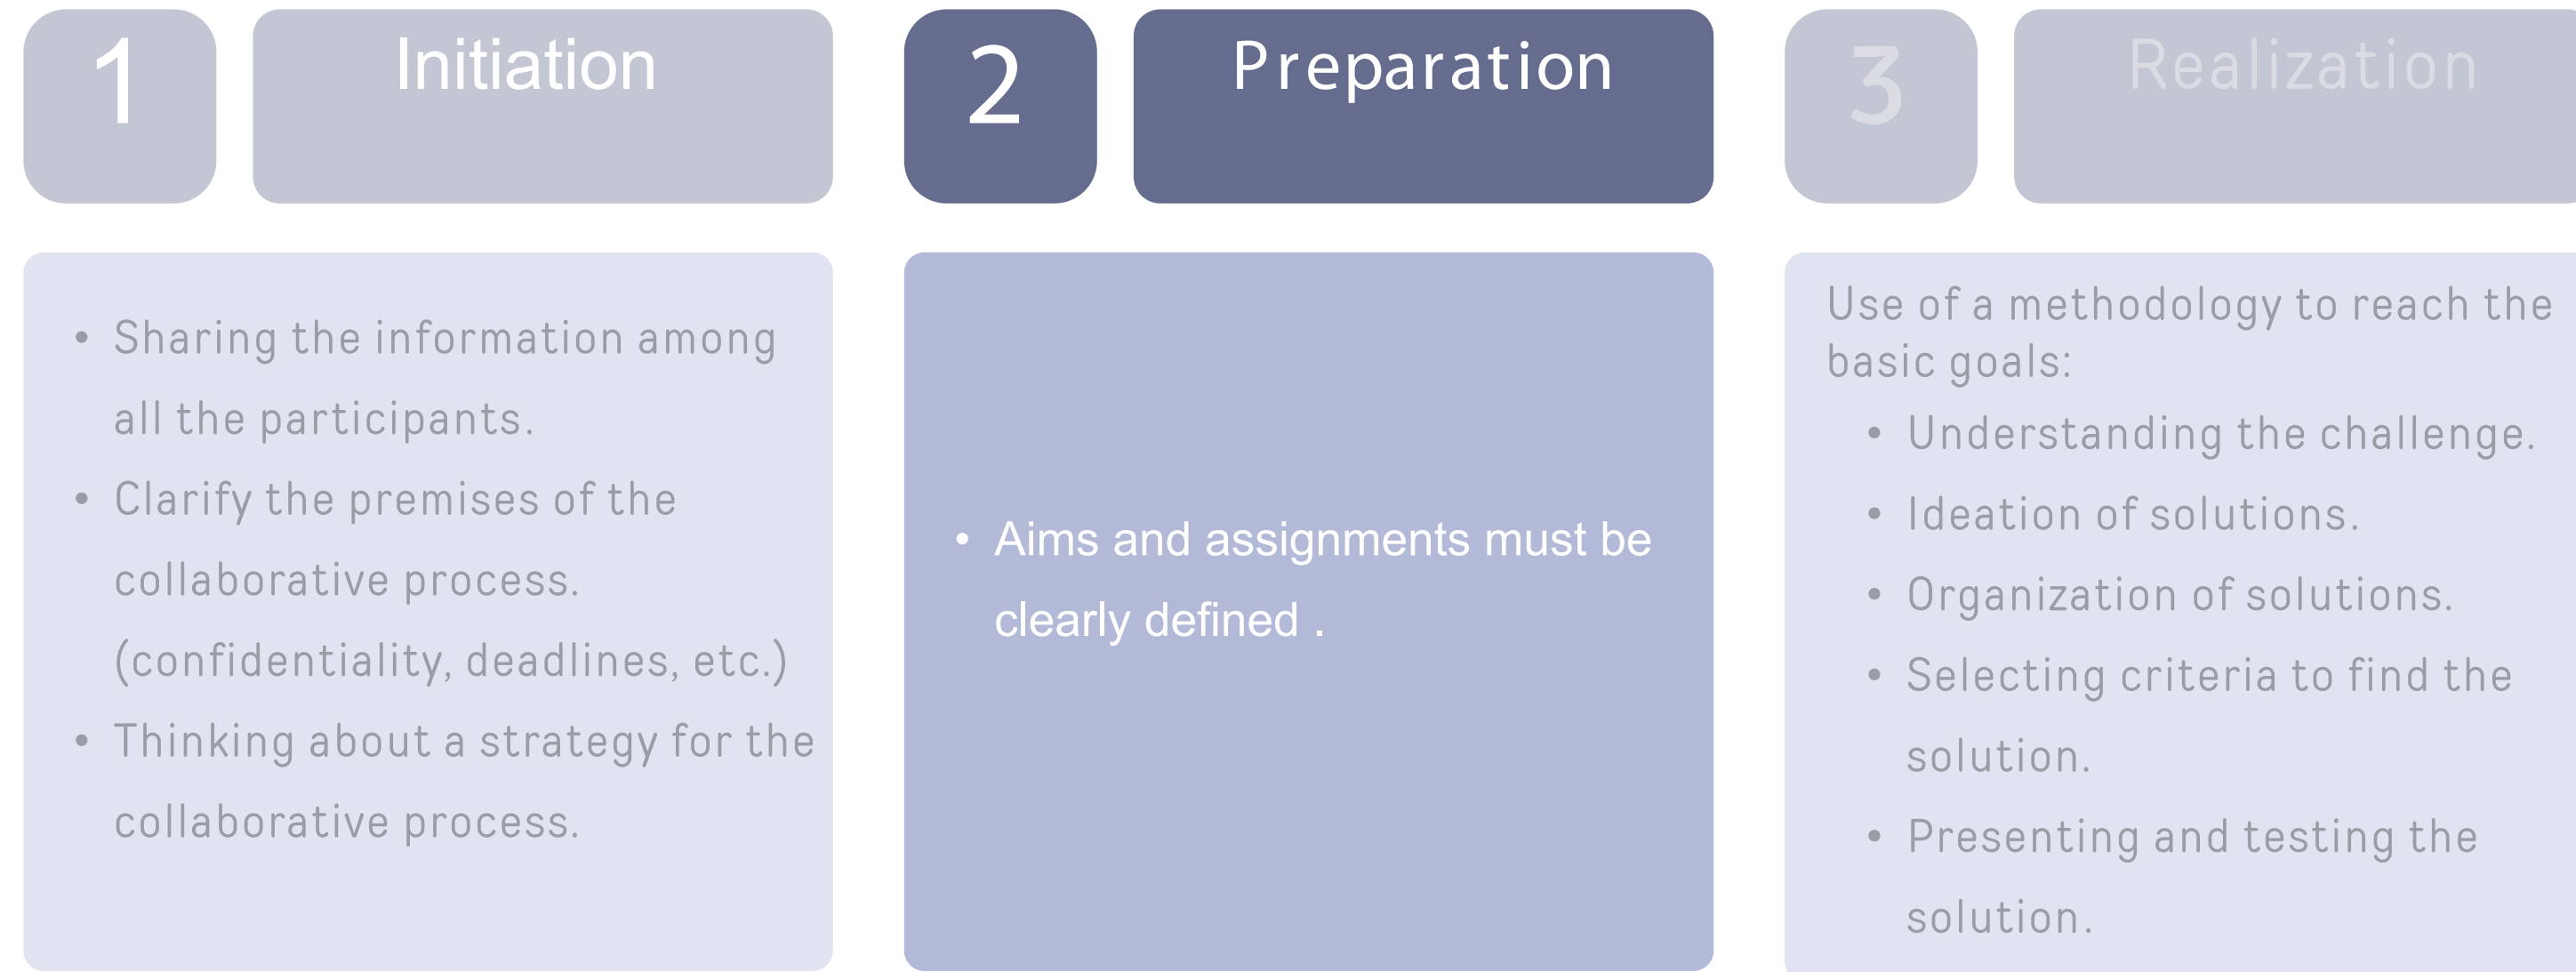 1
Initiation
• Sharing the information among
all the participants.
• Clarify the premises of the
collaborative process.
(confidentiality, deadlines, etc.)
• Thinking about a strategy for the
collaborative process.
2
Preparation
• Aims and assignments must be
clearly defined .
3
Realization
Use of a methodology to reach the
basic goals:
• Understanding the challenge.
• Ideation of solutions.
• Organization of solutions.
• Selecting criteria to find the
solution.
• Presenting and testing the
solution.